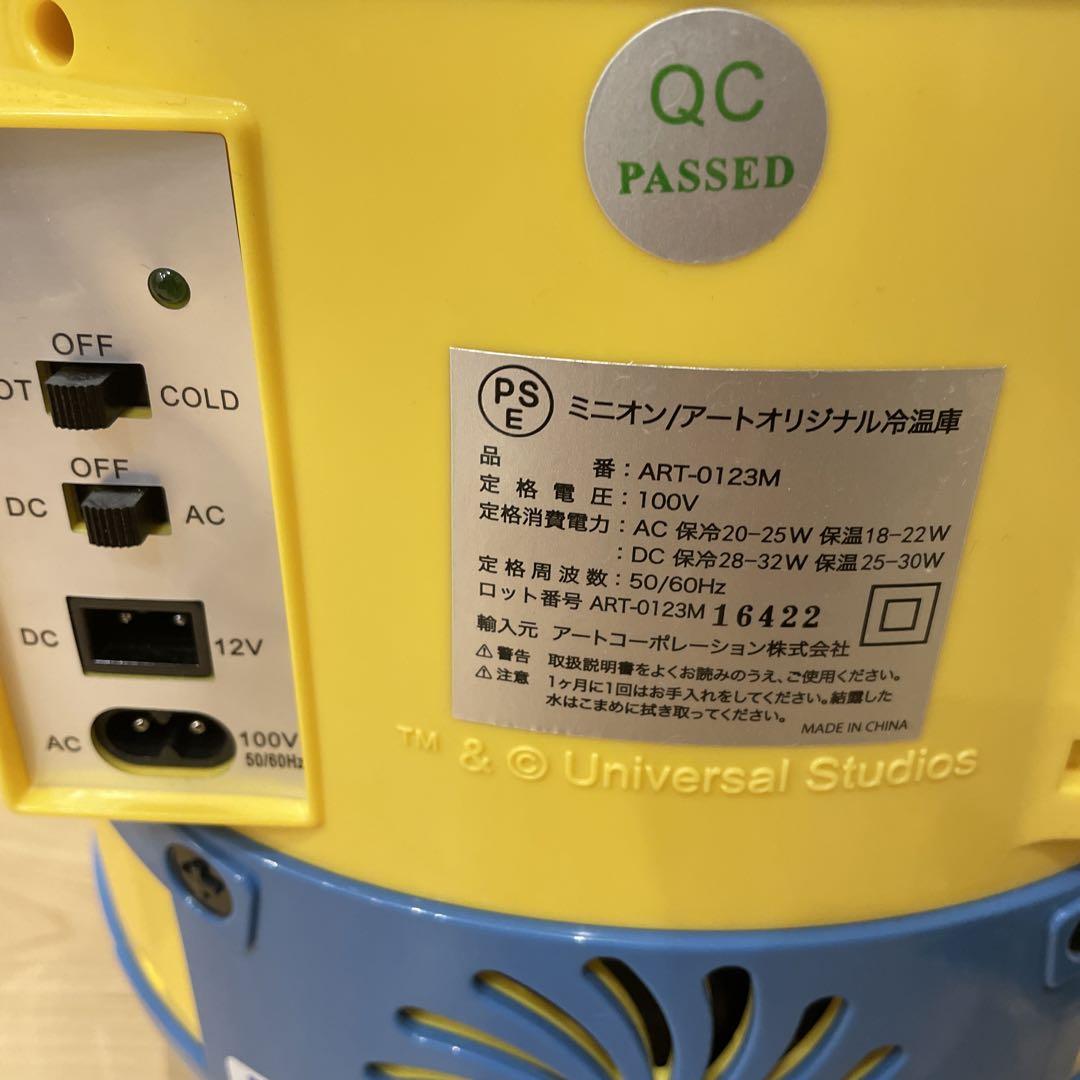 QC
PASSED
OFF
OT
COLD
OFF
DC
AC
DC
12V
AC
100V
50/60Hz
PS
E
ミニオン/アートオリジナル冷温庫
品番：ART-0123M
定格電圧：100V
定格消費電力：AC 保冷20-25W 保温18-22W
：DC 保冷28-32W 保温25-30W
定格周波数：50/60Hz
ロット番号 ART-0123M 16422
輸入元 アートコーポレーション株式会社
⚠警告 取扱説明書をよくお読みのうえ、ご使用ください。
⚠注意 1ヶ月に1回はお手入れをしてください。結露した
水はこまめに拭き取ってください。
MADE IN CHINA
TM & © Universal Studios